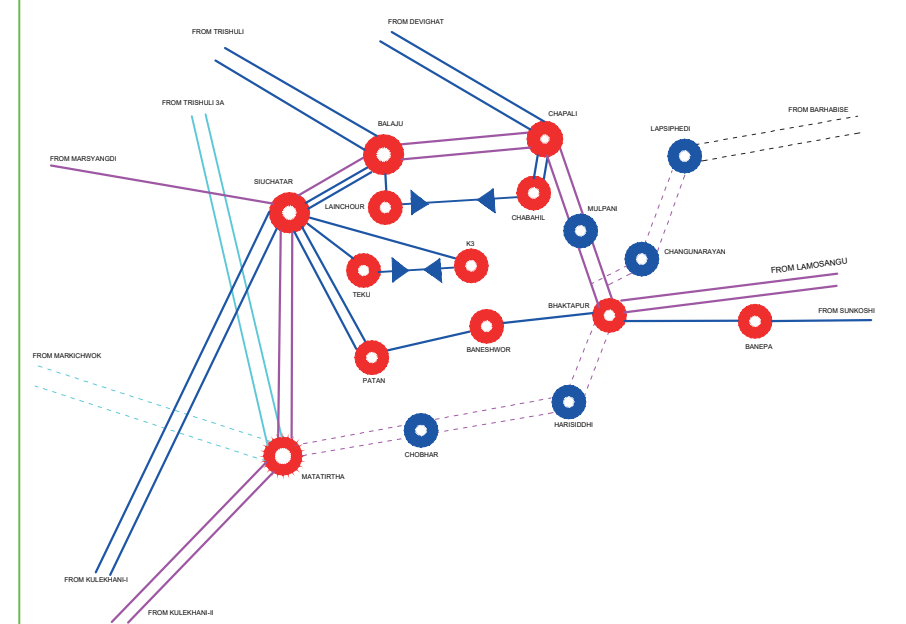 FROM DEVIGHAT
FROM TRISHULI
FROM TRISHULI 3A
FROM BARHABISE
CHAPALI
BALAJU
LAPSIPHEDI
FROM MARSYANGDI
SIUCHATAR
LAINCHOUR
CHABAHIL
MULPANI
K3
CHANGUNARAYAN
FROM LAMOSANGU
TEKU
BHAKTAPUR
FROM SUNKOSHI
BANESHWOR
BANEPA
FROM MARKICHWOK
PATAN
HARISIDDHI
CHOBHAR
MATATIRTHA
FROM KULEKHANI-I
FROM KULEKHANI-II